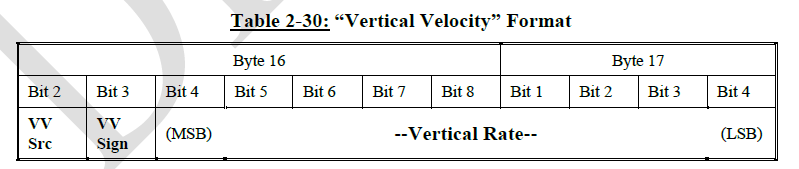 Table 2-30: “Vertical Velocity” Format
Byte 16 Byte 17
Bit 2 Bit 3 Bit 4 Bit 5 Bit 6 Bit 7 Bit 8 Bit 1 Bit 2 Bit 3 Bit 4
VV Src VV Sign (MSB) --Vertical Rate-- (LSB)